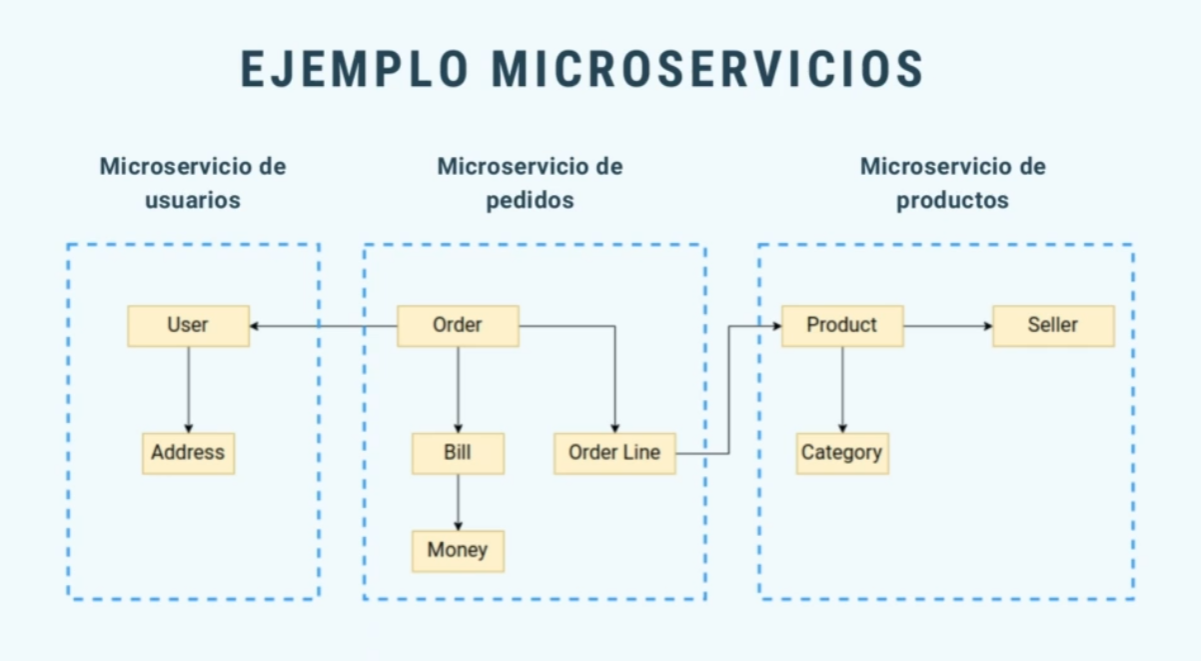 EJEMPLO MICROSERVICIOS
Microservicio de
usuarios
Microservicio de
pedidos
Microservicio de
productos
User
Order
Product
Seller
Address
Bill
Order Line
Category
Money